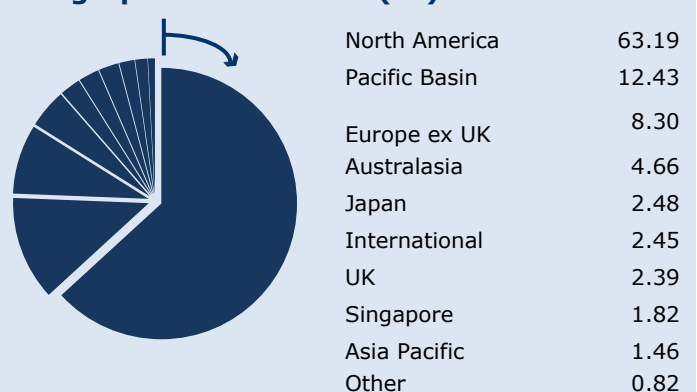 North America 63.19
Pacific Basin 12.43
Europe ex UK 8.30
Australasia 4.66
Japan 2.48
International 2.45
UK 2.39
Singapore 1.82
Asia Pacific 1.46
Other 0.82